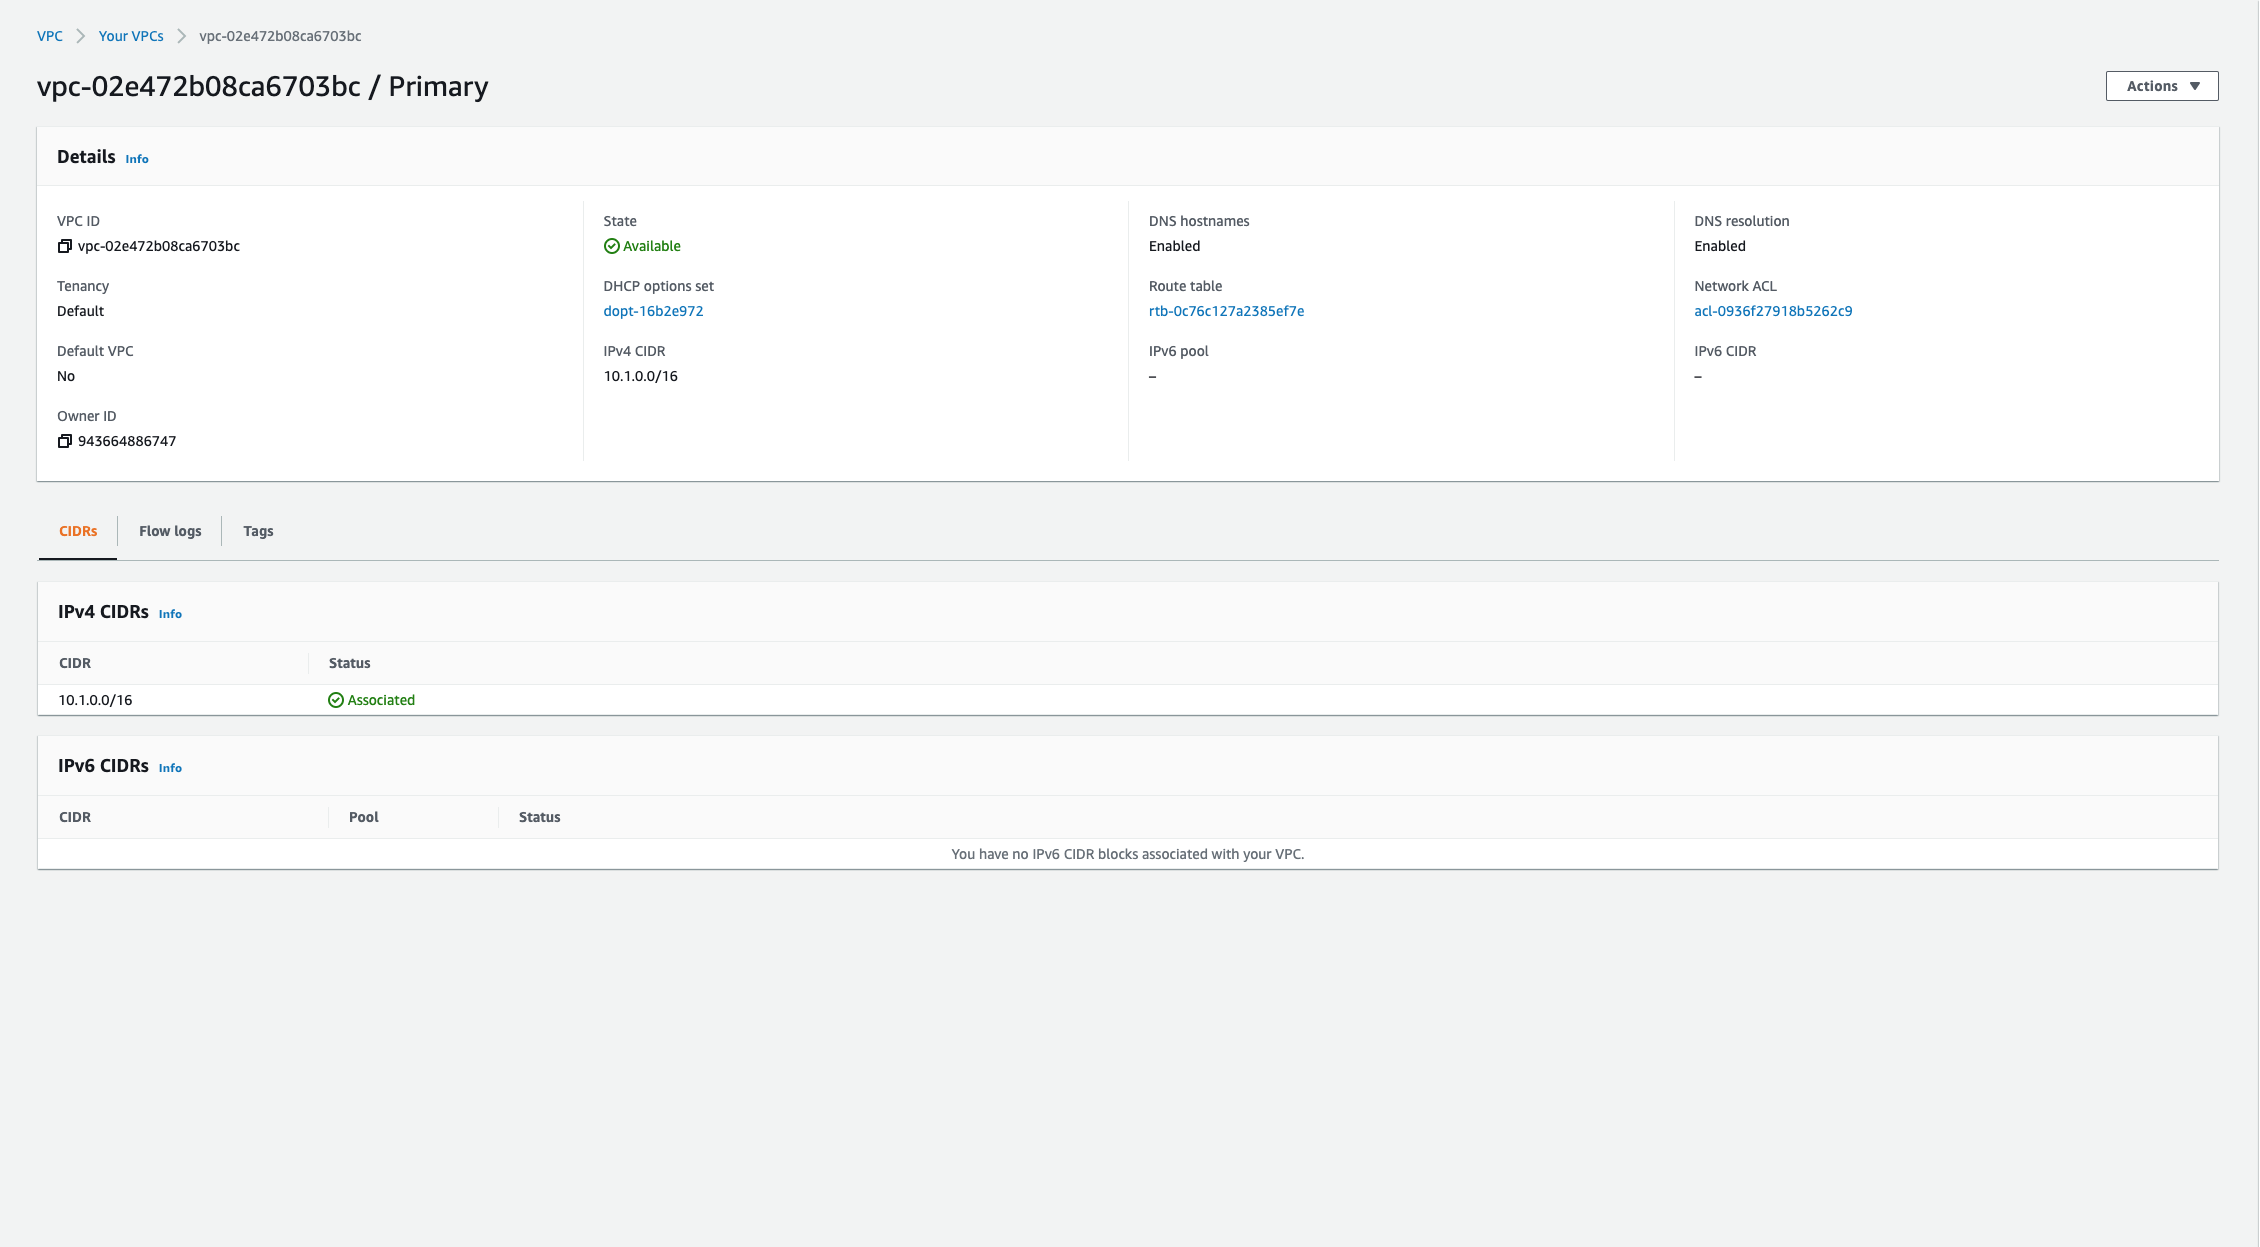 VPC > Your VPCs > vpc-02e472b08ca6703bc
vpc-02e472b08ca6703bc / Primary
Actions ▼
Details Info
VPC ID
vpc-02e472b08ca6703bc
State
Available
DNS hostnames
Enabled
DNS resolution
Enabled
Tenancy
Default
DHCP options set
dopt-16b2e972
Route table
rtb-0c76c127a2385ef7e
Network ACL
acl-0936f27918b5262c9
Default VPC
No
IPv4 CIDR
10.1.0.0/16
IPv6 pool
–
IPv6 CIDR
–
Owner ID
943664886747
CIDRs Flow logs Tags
IPv4 CIDRs Info
CIDR Status
10.1.0.0/16 Associated
IPv6 CIDRs Info
CIDR Pool Status
You have no IPv6 CIDR blocks associated with your VPC.